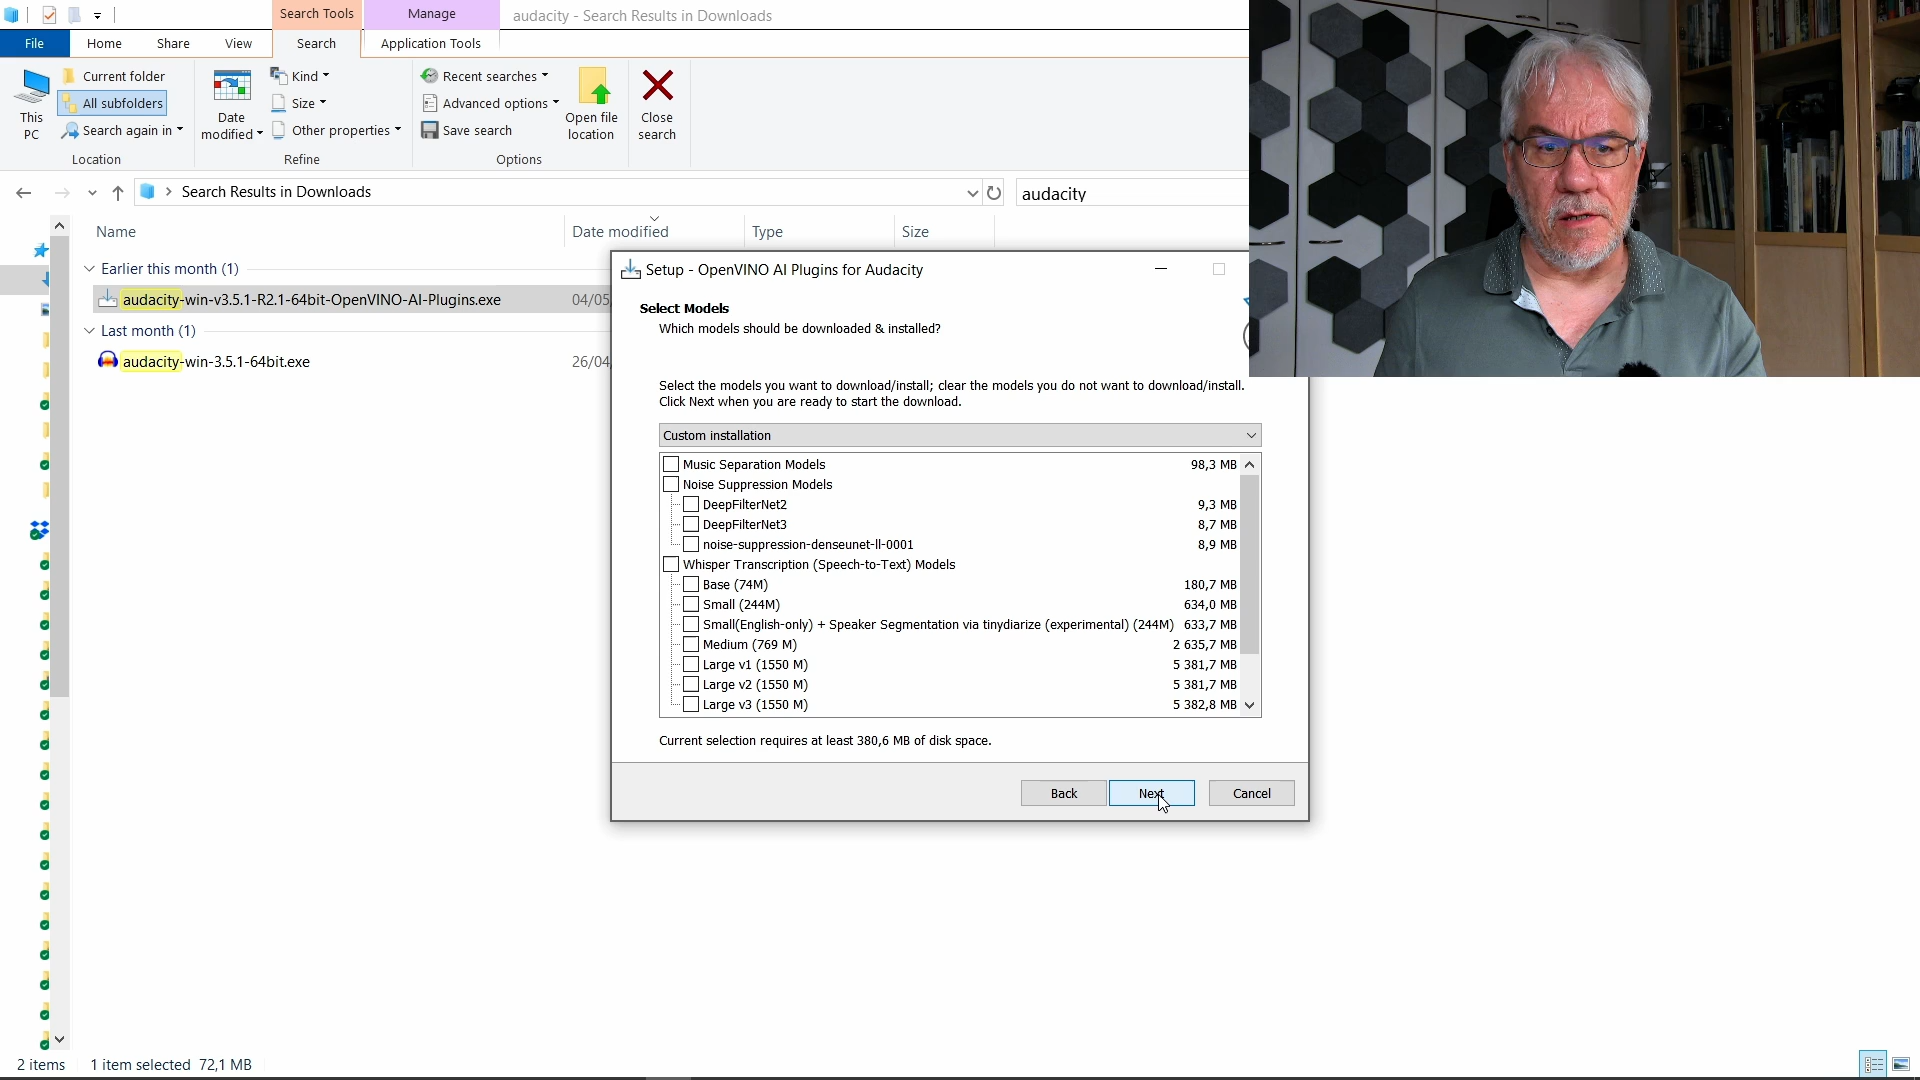 Search Tools
Manage
audacity - Search Results in Downloads
File
Home
Share
View
Search
Application Tools
This PC
Current folder
All subfolders
Search again in
Location
Date modified
Kind
Size
Other properties
Refine
Recent searches
Advanced options
Save search
Options
Open file location
Close search
Search Results in Downloads
audacity
Name
Date modified
Type
Size
Earlier this month (1)
audacity-win-v3.5.1-R2.1-64bit-OpenVINO-AI-Plugins.exe
04/05
Last month (1)
audacity-win-3.5.1-64bit.exe
26/04
Setup - OpenVINO AI Plugins for Audacity
Select Models
Which models should be downloaded & installed?
Select the models you want to download/install; clear the models you do not want to download/install.
Click Next when you are ready to start the download.
Custom installation
Music Separation Models 98,3 MB
Noise Suppression Models
DeepFilterNet2 9,3 MB
DeepFilterNet3 8,7 MB
noise-suppression-denseunet-ll-0001 8,9 MB
Whisper Transcription (Speech-to-Text) Models
Base (74M) 180,7 MB
Small (244M) 634,0 MB
Small(English-only) + Speaker Segmentation via tinydiarize (experimental) (244M) 633,7 MB
Medium (769 M) 2 635,7 MB
Large v1 (1550 M) 5 381,7 MB
Large v2 (1550 M) 5 381,7 MB
Large v3 (1550 M) 5 382,8 MB
Current selection requires at least 380,6 MB of disk space.
Back
Next
Cancel
2 items
1 item selected 72,1 MB